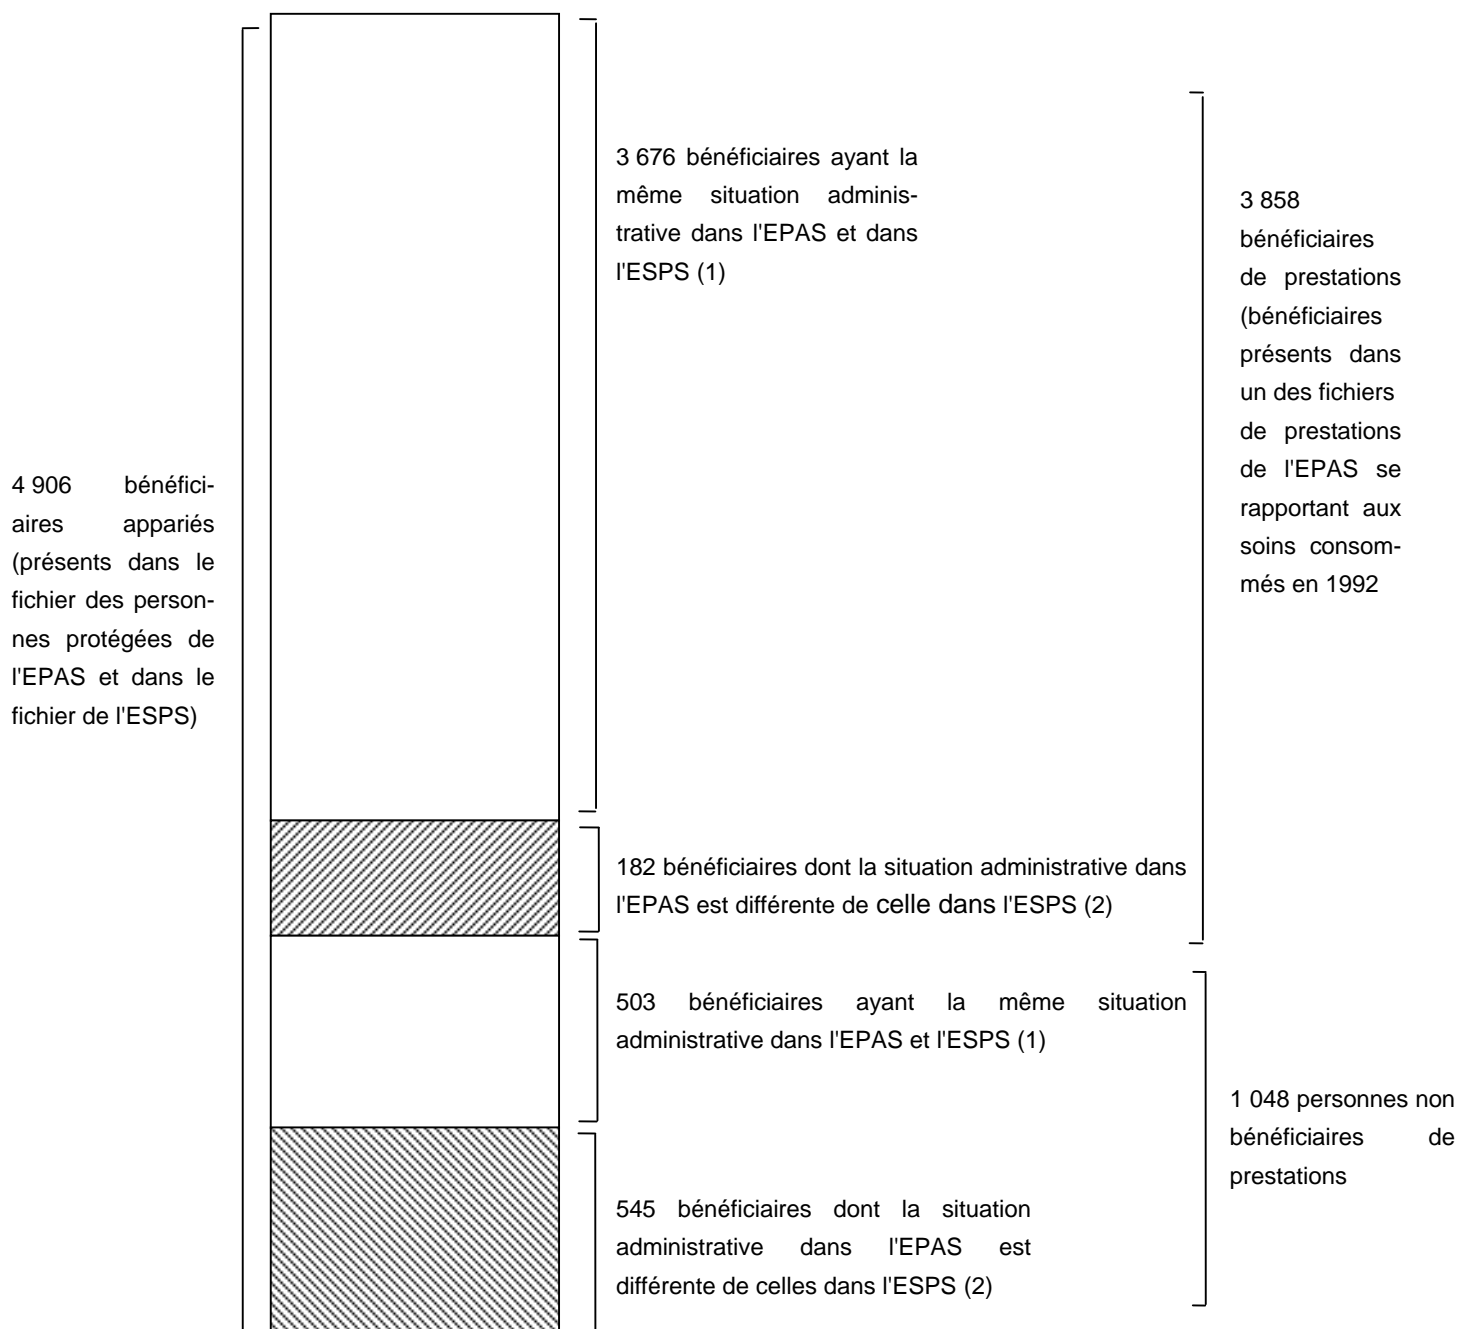 4 906 bénéfici-
aires appariés
(présents dans le
fichier des person-
nes protégées de
l'EPAS et dans le
fichier de l'ESPS)
3 676 bénéficiaires ayant la
même situation adminis-
trative dans l'EPAS et dans
l'ESPS (1)
182 bénéficiaires dont la situation administrative dans
l'EPAS est différente de celle dans l'ESPS (2)
503 bénéficiaires ayant la même situation
administrative dans l'EPAS et l'ESPS (1)
545 bénéficiaires dont la situation
administrative dans l'EPAS est
différente de celles dans l'ESPS (2)
3 858
bénéficiaires
de prestations
(bénéficiaires
présents dans
un des fichiers
de prestations
de l'EPAS se
rapportant aux
soins consom-
més en 1992
1 048 personnes non
bénéficiaires de
prestations